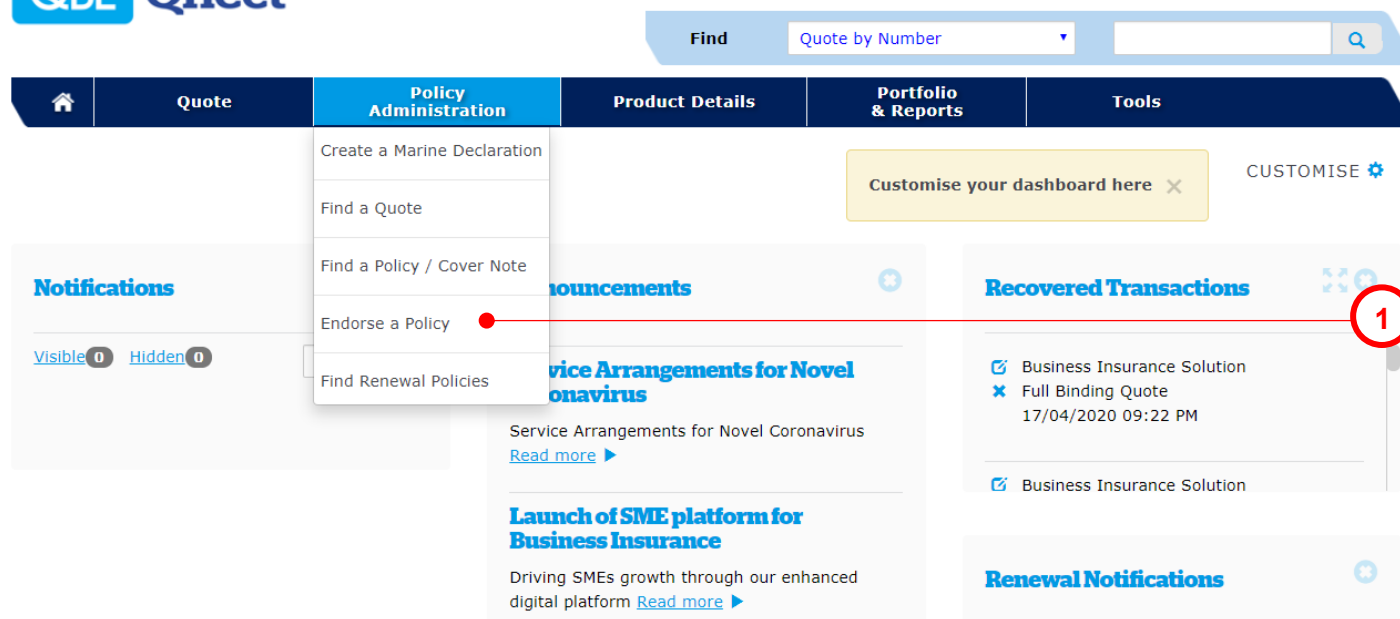 QBE Qnect
Find
Quote by Number
Quote
Policy
Administration
Product Details
Portfolio
& Reports
Tools
Create a Marine Declaration
Find a Quote
Find a Policy / Cover Note
Endorse a Policy
Find Renewal Policies
Customise your dashboard here
CUSTOMISE
Notifications
Visible 0 Hidden 0
nouncements
vice Arrangements for Novel
onavirus
Service Arrangements for Novel Coronavirus
Read more
Launch of SME platform for
Business Insurance
Driving SMEs growth through our enhanced
digital platform Read more
Recovered Transactions
1
Business Insurance Solution
Full Binding Quote
17/04/2020 09:22 PM
Business Insurance Solution
Renewal Notifications